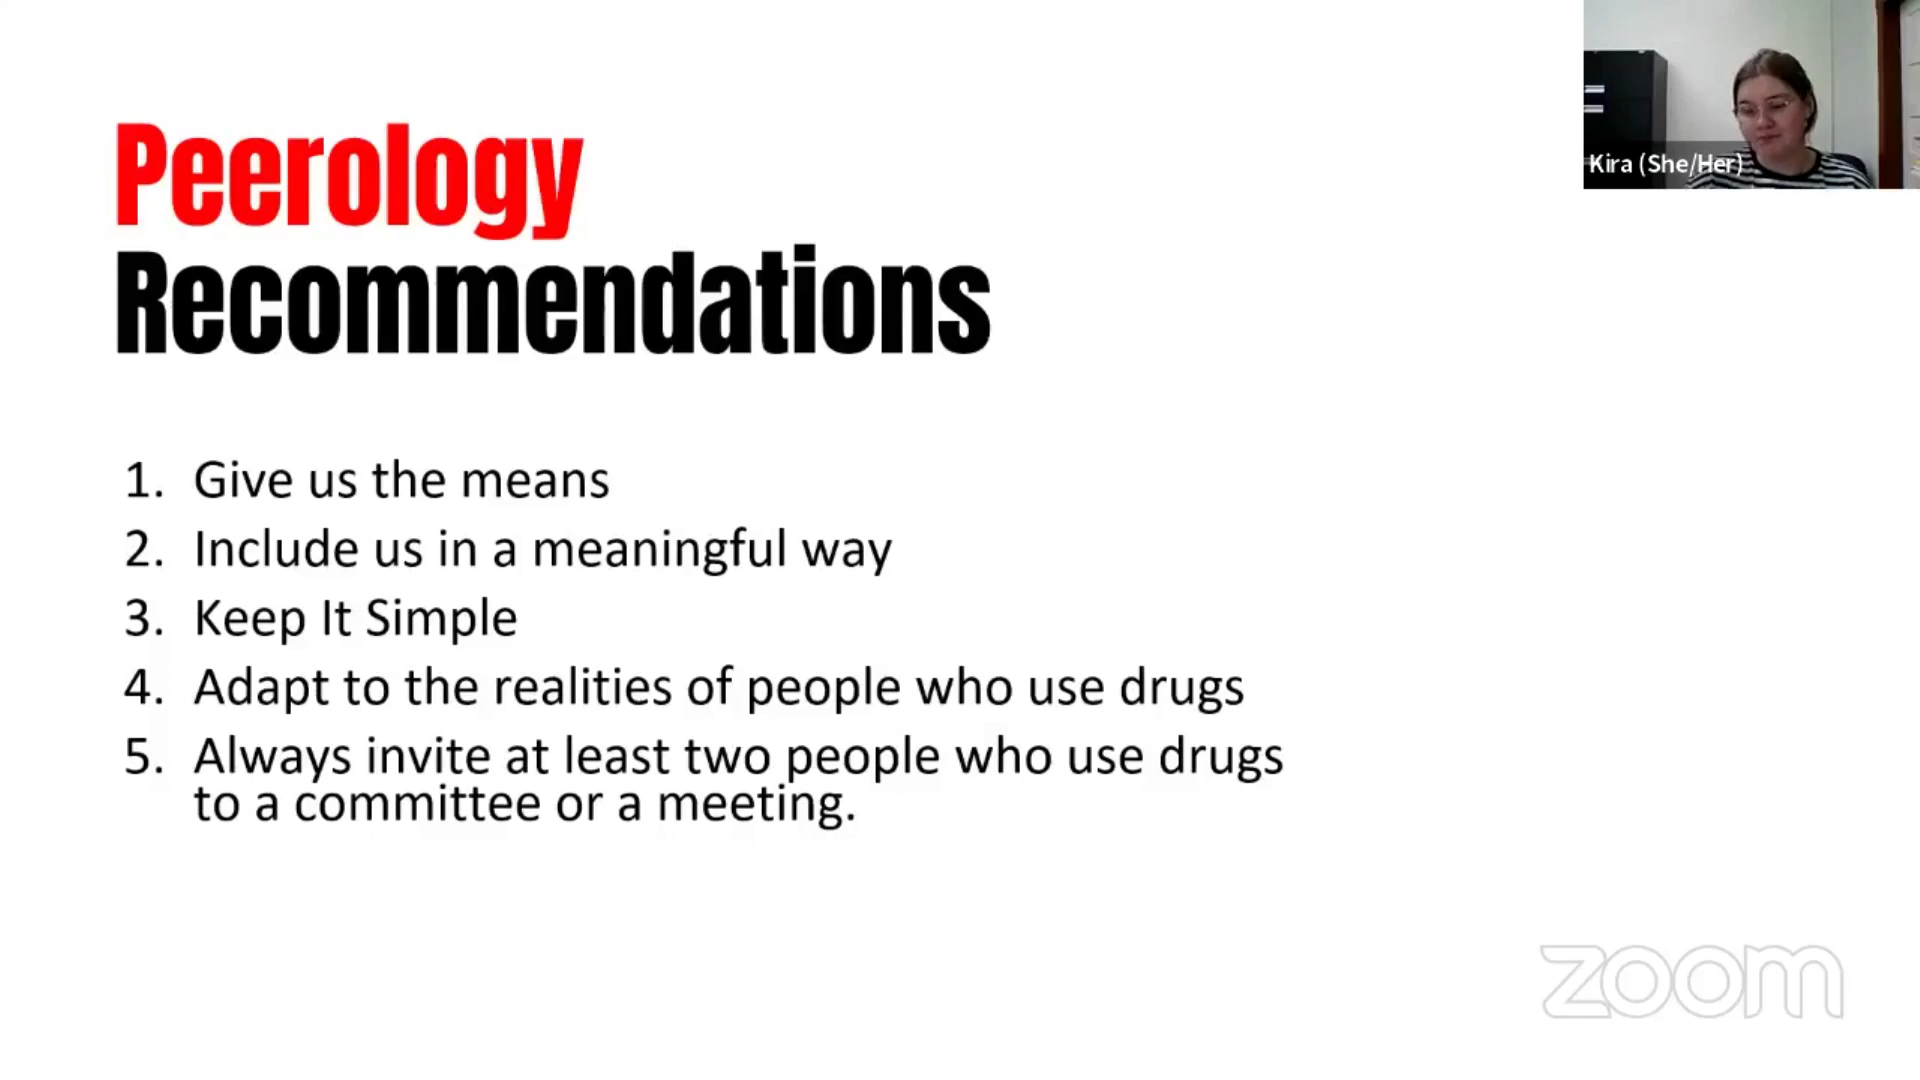 Peerology
Recommendations
1. Give us the means
2. Include us in a meaningful way
3. Keep It Simple
4. Adapt to the realities of people who use drugs
5. Always invite at least two people who use drugs
to a committee or a meeting.
Kira (She/Her)
zoom